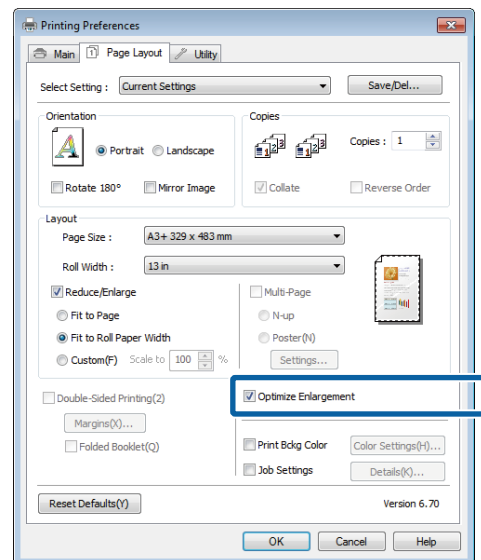 Printing Preferences
Main
Page Layout
Utility
Select Setting : Current Settings Save/Del...
Orientation
Portrait Landscape
Rotate 180° Mirror Image
Copies
Copies : 1
Collate Reverse Order
Layout
Page Size : A3+ 329 x 483 mm
Roll Width : 13 in
Reduce/Enlarge
Fit to Page
Fit to Roll Paper Width
Custom(F) Scale to 100 %
Multi-Page
N-up
Poster(N)
Settings...
Double-Sided Printing(2)
Margins(X)...
Folded Booklet(Q)
Optimize Enlargement
Print Bckg Color Color Settings(H)...
Job Settings Details(K)...
Reset Defaults(Y) Version 6.70
OK Cancel Help